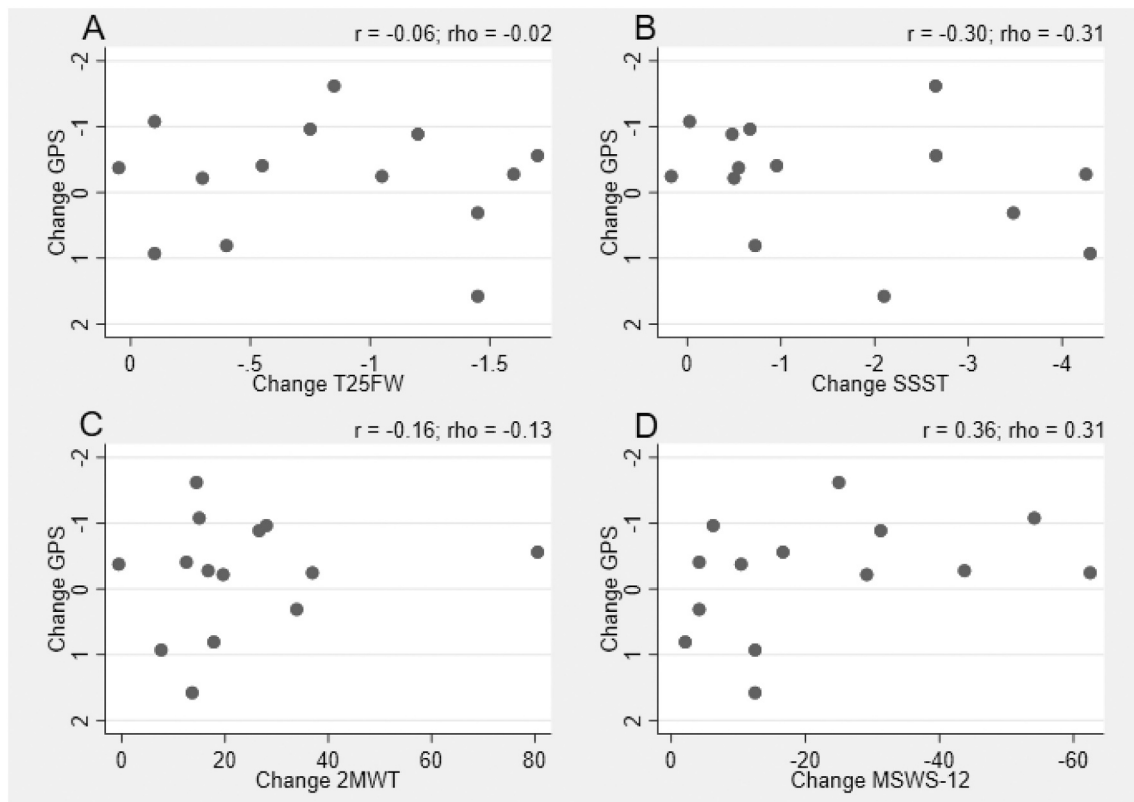 A
r = -0.06; rho = -0.02
-2
-1
0
1
2
Change GPS
0
-.5
-1
-1.5
Change T25FW
B
r = -0.30; rho = -0.31
-2
-1
0
1
2
Change GPS
0
-1
-2
-3
-4
Change SSST
C
r = -0.16; rho = -0.13
-2
-1
0
1
2
Change GPS
0
20
40
60
80
Change 2MWT
D
r = 0.36; rho = 0.31
-2
-1
0
1
2
Change GPS
0
-20
-40
-60
Change MSWS-12